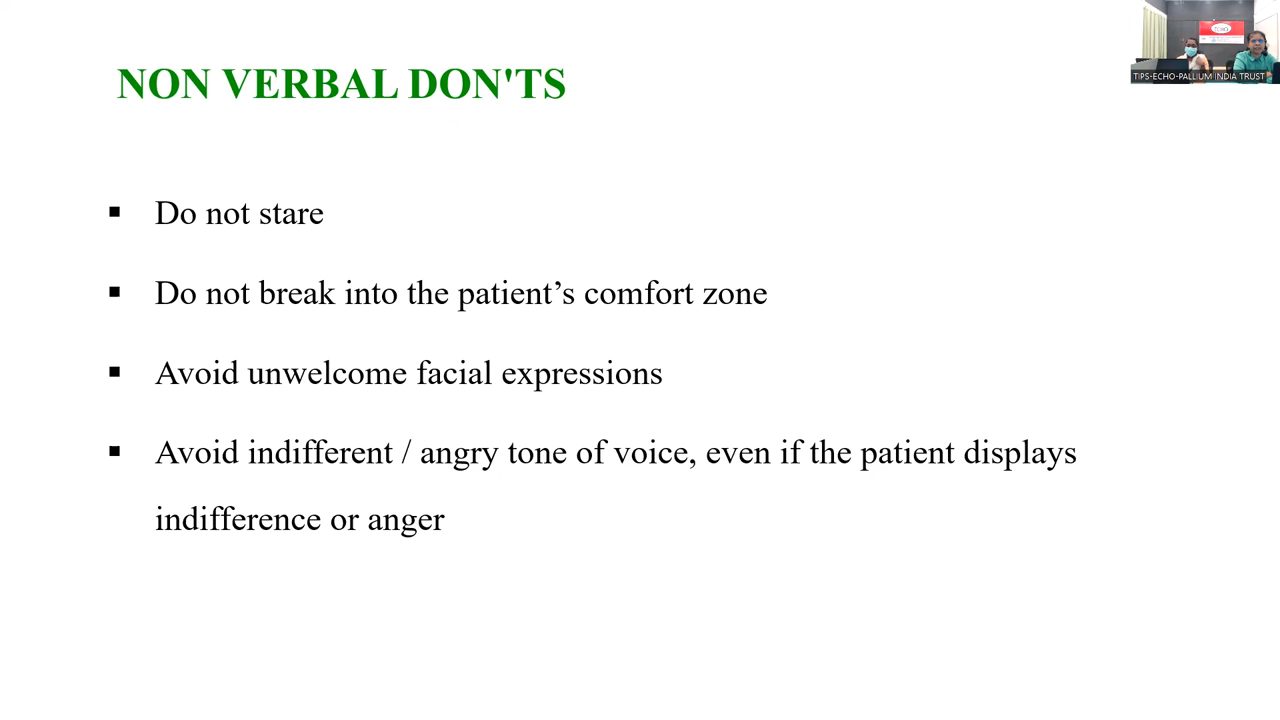 NON VERBAL DON'TS
▪ Do not stare
▪ Do not break into the patient’s comfort zone
▪ Avoid unwelcome facial expressions
▪ Avoid indifferent / angry tone of voice, even if the patient displays
indifference or anger
TIPS-ECHO-PALLIUM INDIA TRUST